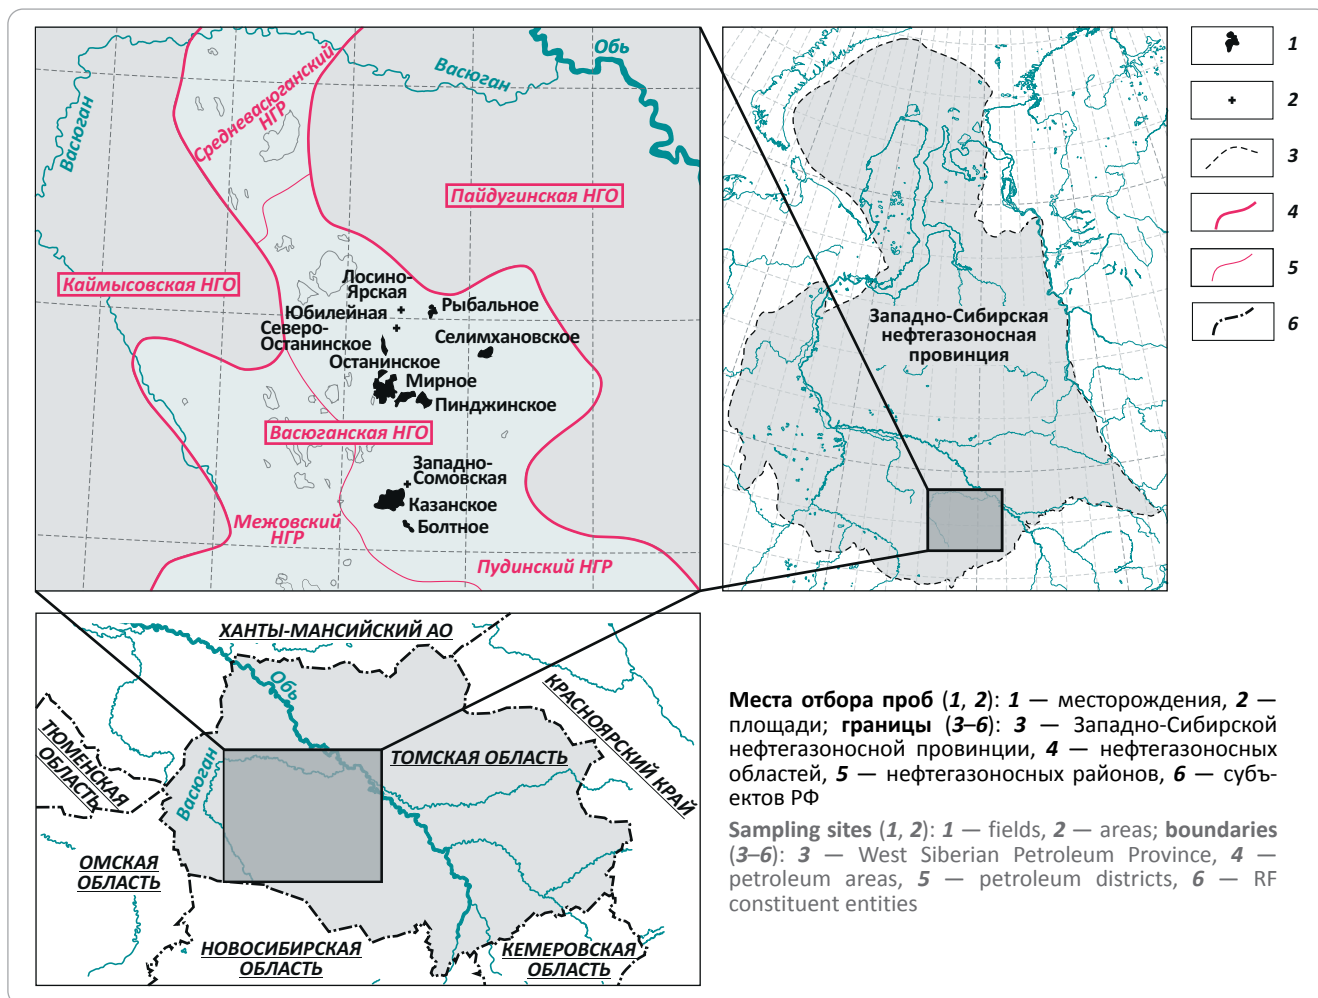 Обь
Васюган
Васюган
Средневасюганский
НГР
Пайдугинская НГО
Каймысовская НГО
Лосино-
Ярская
Юбилейная
Рыбальное
Северо-
Останинское
Селимхановское
Останинское
Мирное
Пинджинское
Васюганская НГО
Западно-
Сомовская
Казанское
Болтное
Межовский
НГР
Пудинский НГР
Западно-Сибирская
нефтегазоносная
провинция
1
2
3
4
5
6
ХАНТЫ-МАНСИЙСКИЙ АО
Обь
КРАСНОЯРСКИЙ КРАЙ
ТЮМЕНСКАЯ
ОБЛАСТЬ
Васюган
ТОМСКАЯ ОБЛАСТЬ
ОМСКАЯ
ОБЛАСТЬ
НОВОСИБИРСКАЯ
ОБЛАСТЬ
КЕМЕРОВСКАЯ
ОБЛАСТЬ
Места отбора проб (1, 2): 1 — месторождения, 2 —
площади; границы (3–6): 3 — Западно-Сибирской
нефтегазоносной провинции, 4 — нефтегазоносных
областей, 5 — нефтегазоносных районов, 6 — субъ-
ектов РФ
Sampling sites (1, 2): 1 — fields, 2 — areas; boundaries
(3–6): 3 — West Siberian Petroleum Province, 4 —
petroleum areas, 5 — petroleum districts, 6 — RF
constituent entities